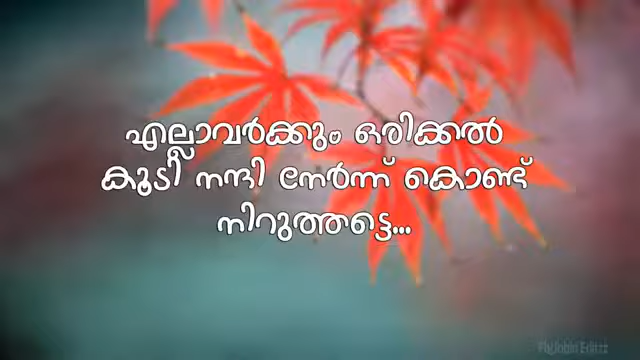 എല്ലാവർക്കും ഒരിക്കൽ
കൂടി നന്ദി നേർന്ന് കൊണ്ട്
നിറുത്തട്ടെ...